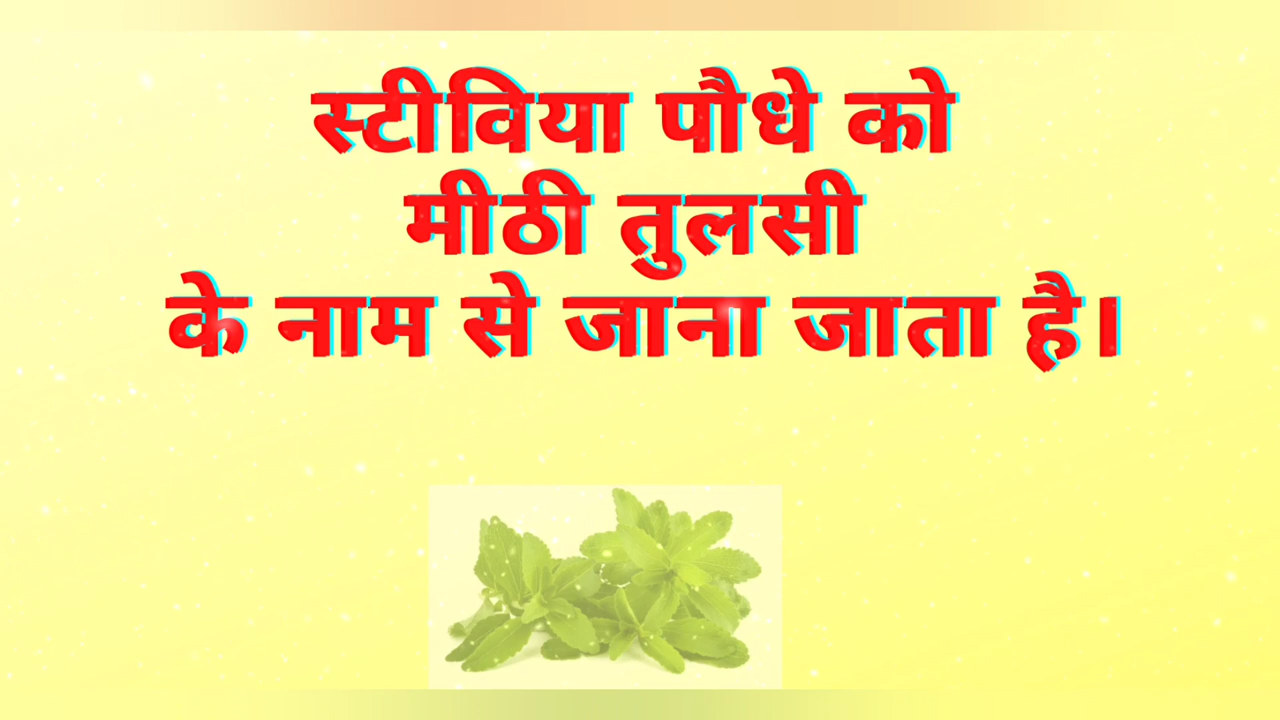 स्टीविया पौधे को
मीठी तुलसी
के नाम से जाना जाता है।